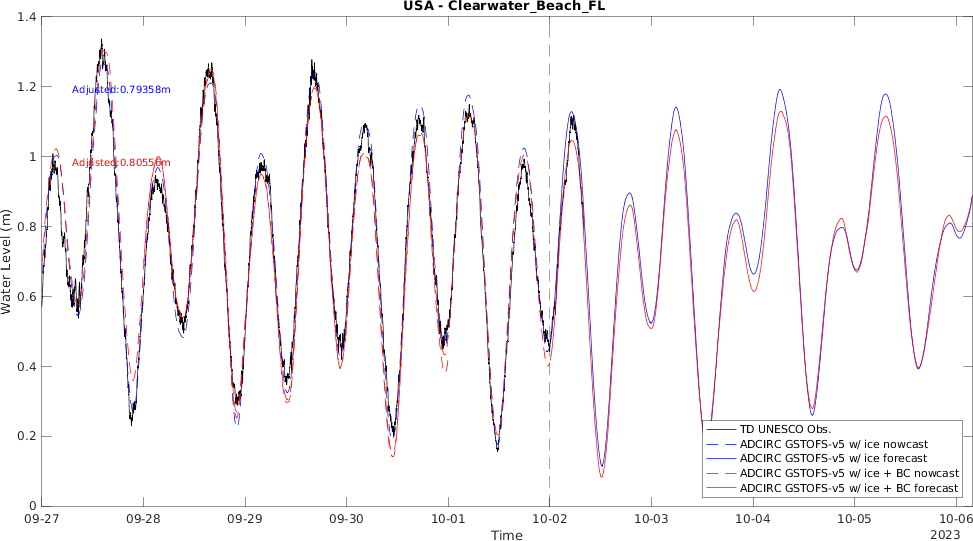 USA - Clearwater_Beach_FL
1.4
1.2
1
0.8
0.6
0.4
0.2
0
Water Level (m)
Adjusted:0.79358m
Adjusted:0.80556m
TD UNESCO Obs.
ADCIRC GSTOFS-v5 w/ ice nowcast
ADCIRC GSTOFS-v5 w/ ice forecast
ADCIRC GSTOFS-v5 w/ ice + BC nowcast
ADCIRC GSTOFS-v5 w/ ice + BC forecast
09-27 09-28 09-29 09-30 10-01 10-02 10-03 10-04 10-05 10-06
Time
2023